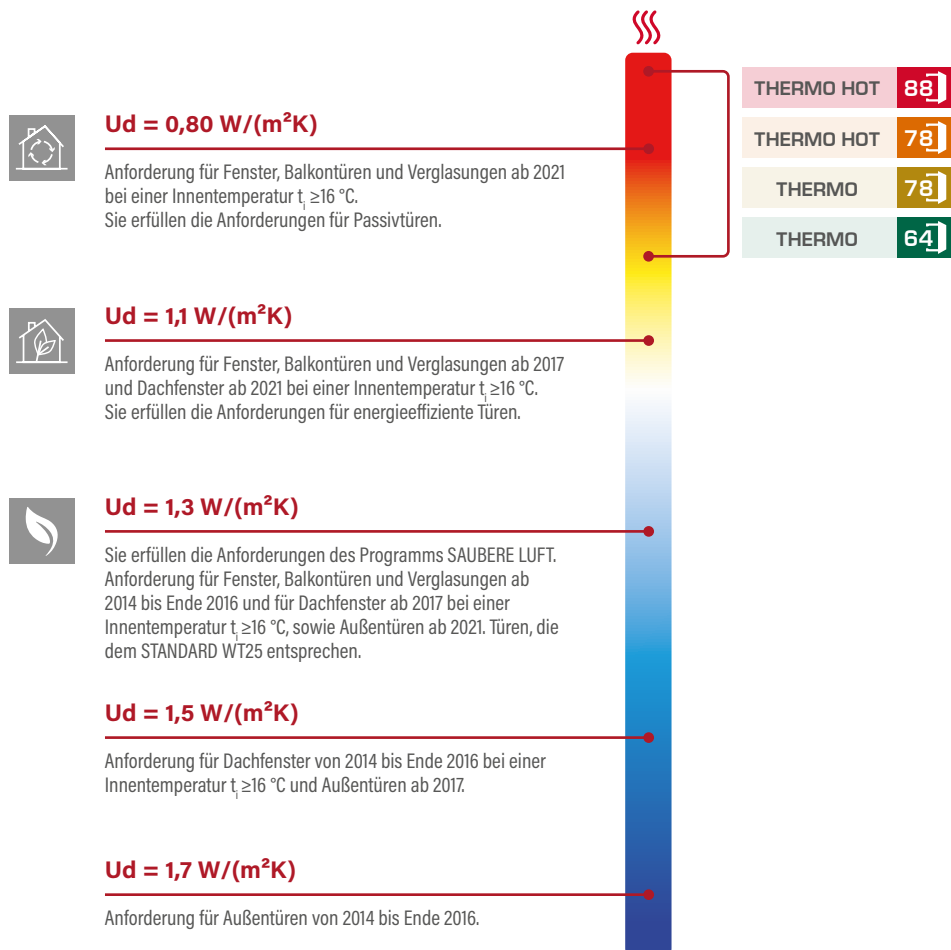 Ud = 0,80 W/(m²K)
Anforderung für Fenster, Balkontüren und Verglasungen ab 2021
bei einer Innentemperatur tᵢ ≥16 °C.
Sie erfüllen die Anforderungen für Passivtüren.
Ud = 1,1 W/(m²K)
Anforderung für Fenster, Balkontüren und Verglasungen ab 2017
und Dachfenster ab 2021 bei einer Innentemperatur tᵢ ≥16 °C.
Sie erfüllen die Anforderungen für energieeffiziente Türen.
Ud = 1,3 W/(m²K)
Sie erfüllen die Anforderungen des Programms SAUBERE LUFT.
Anforderung für Fenster, Balkontüren und Verglasungen ab
2014 bis Ende 2016 und für Dachfenster ab 2017 bei einer
Innentemperatur tᵢ ≥16 °C, sowie Außentüren ab 2021. Türen, die
dem STANDARD WT25 entsprechen.
Ud = 1,5 W/(m²K)
Anforderung für Dachfenster von 2014 bis Ende 2016 bei einer
Innentemperatur tᵢ ≥16 °C und Außentüren ab 2017.
Ud = 1,7 W/(m²K)
Anforderung für Außentüren von 2014 bis Ende 2016.
THERMO HOT 88
THERMO HOT 78
THERMO 78
THERMO 64